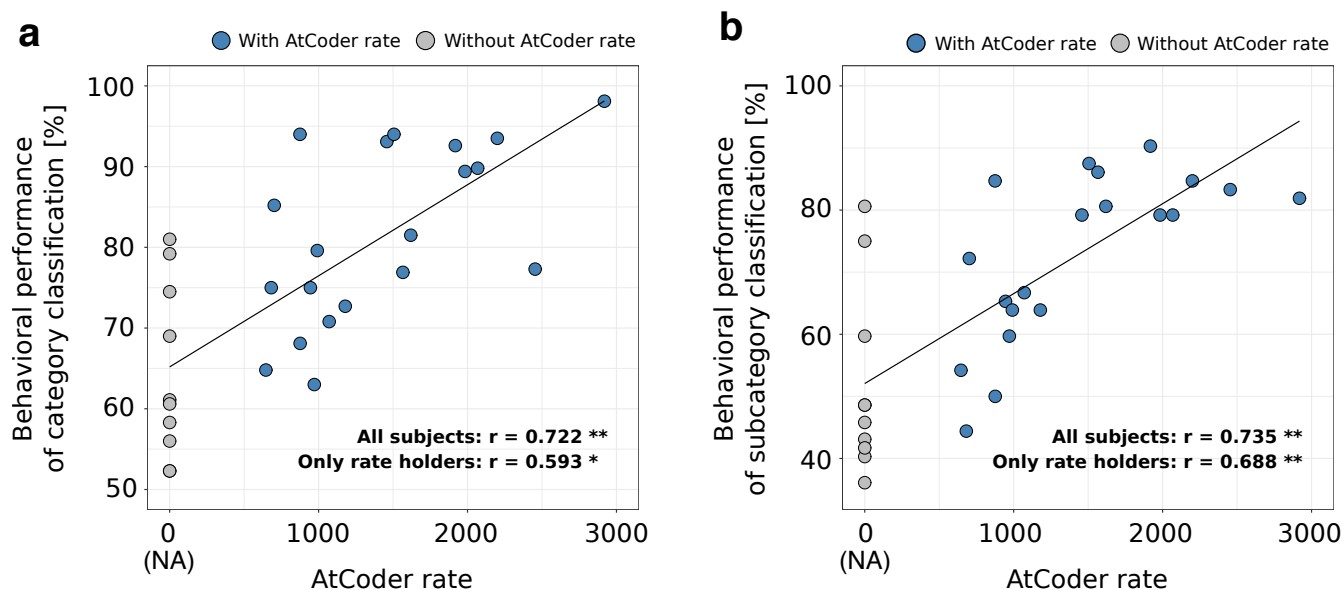 a
With AtCoder rate
Without AtCoder rate
Behavioral performance
of category classification [%]
100
90
80
70
60
50
All subjects: r = 0.722 **
Only rate holders: r = 0.593 *
0
1000
2000
3000
(NA)
AtCoder rate
b
With AtCoder rate
Without AtCoder rate
Behavioral performance
of subcategory classification [%]
100
80
60
40
All subjects: r = 0.735 **
Only rate holders: r = 0.688 **
0
1000
2000
3000
(NA)
AtCoder rate